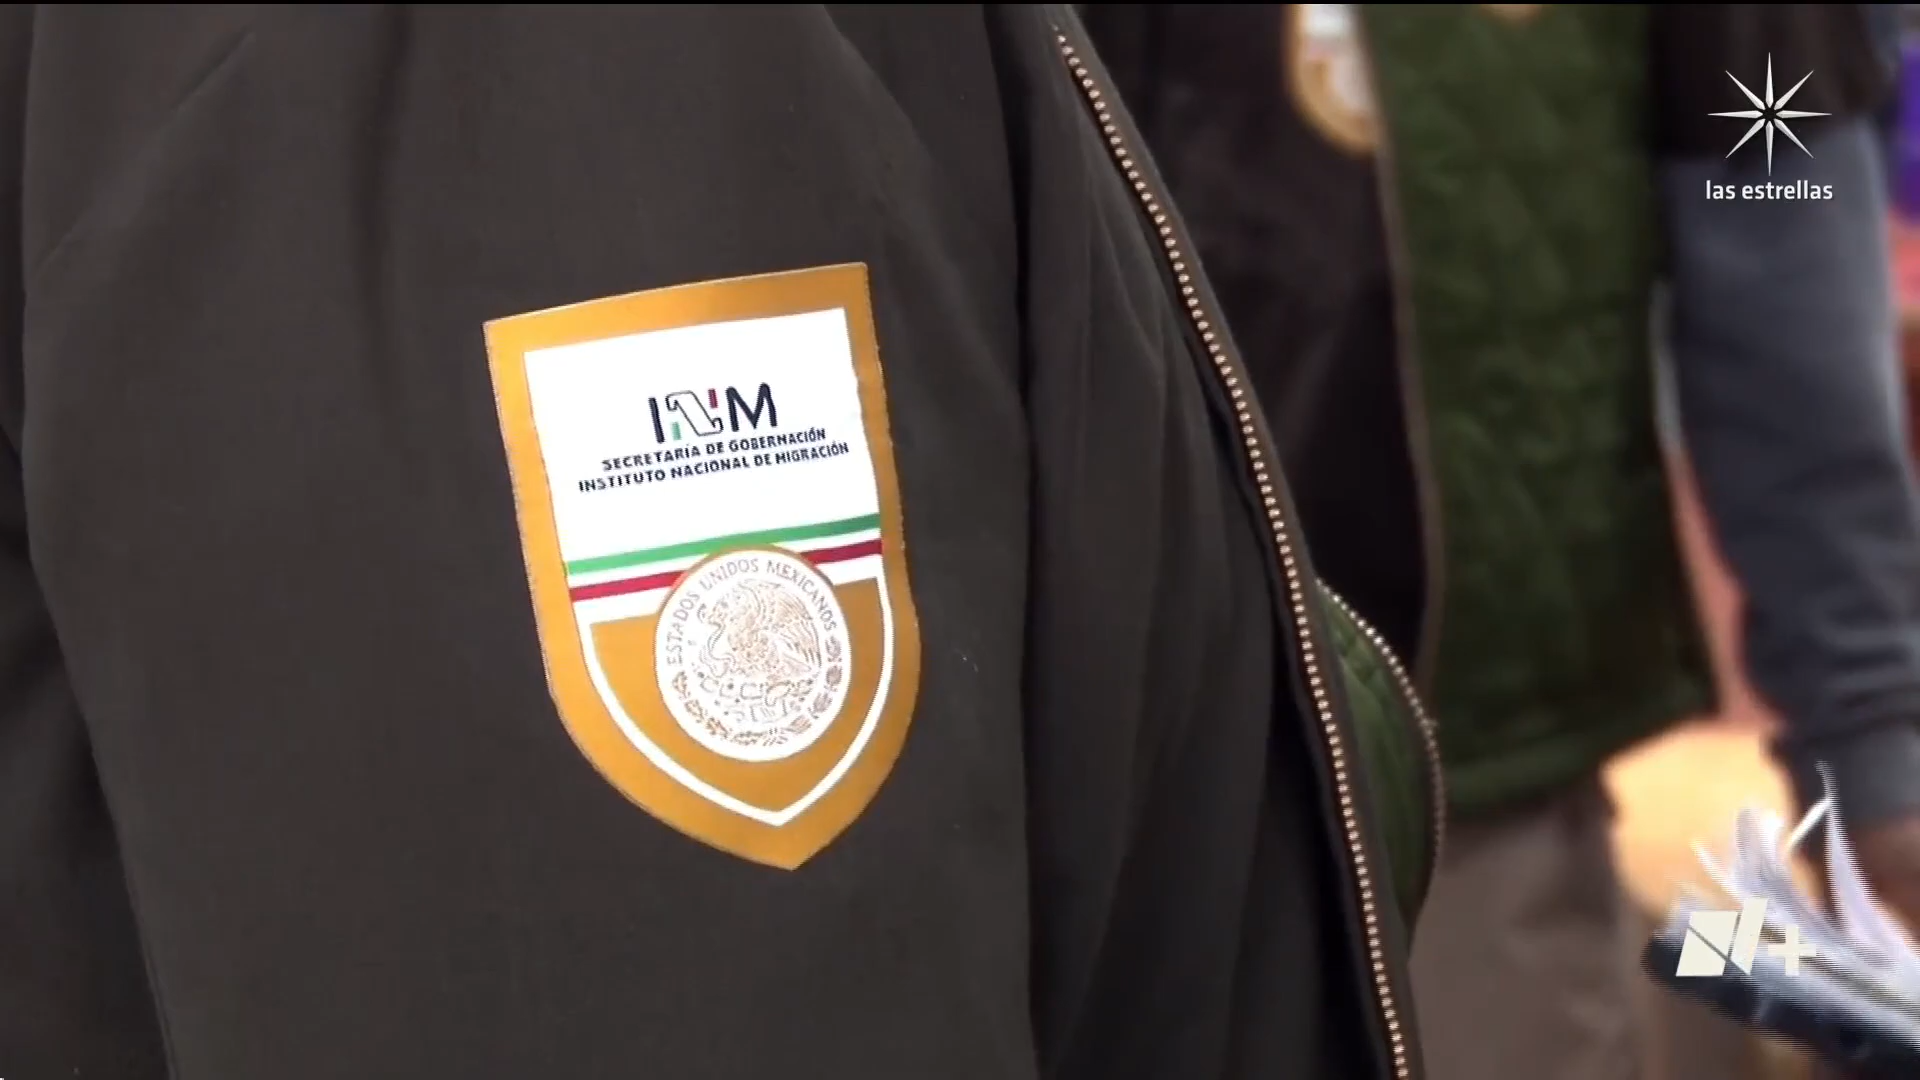 las estrellas
INM
SECRETARÍA DE GOBERNACIÓN
INSTITUTO NACIONAL DE MIGRACIÓN
ESTADOS UNIDOS MEXICANOS
N+